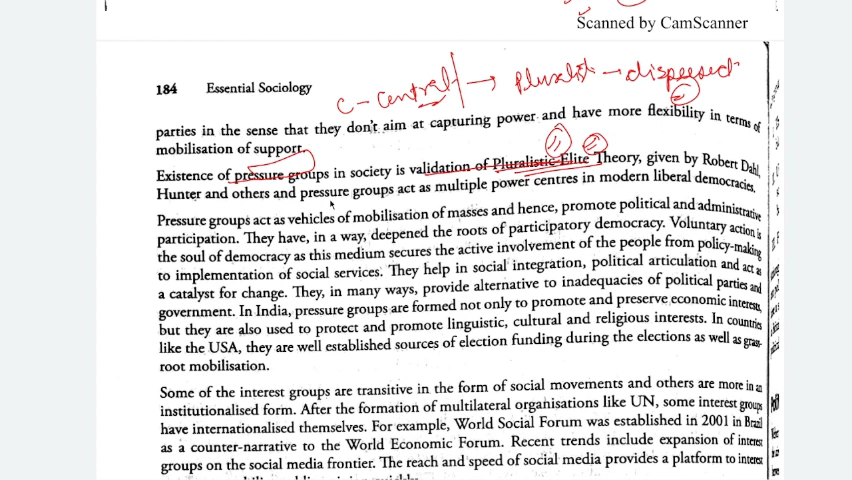 Scanned by CamScanner
C - Central → Pluralist → dispersed
184 Essential Sociology
parties in the sense that they don't aim at capturing power and have more flexibility in terms of
mobilisation of support.
Existence of pressure groups in society is validation of Pluralistic Elite Theory, given by Robert Dahl,
Hunter and others and pressure groups act as multiple power centres in modern liberal democracies.
Pressure groups act as vehicles of mobilisation of masses and hence, promote political and administrative
participation. They have, in a way, deepened the roots of participatory democracy. Voluntary action is
the soul of democracy as this medium secures the active involvement of the people from policy-making
to implementation of social services. They help in social integration, political articulation and act as
a catalyst for change. They, in many ways, provide alternative to inadequacies of political parties and
government. In India, pressure groups are formed not only to promote and preserve economic interests,
but they are also used to protect and promote linguistic, cultural and religious interests. In countries
like the USA, they are well established sources of election funding during the elections as well as grass-
root mobilisation.
Some of the interest groups are transitive in the form of social movements and others are more in an
institutionalised form. After the formation of multilateral organisations like UN, some interest groups
have internationalised themselves. For example, World Social Forum was established in 2001 in Brazil
as a counter-narrative to the World Economic Forum. Recent trends include expansion of interest
groups on the social media frontier. The reach and speed of social media provides a platform to interest